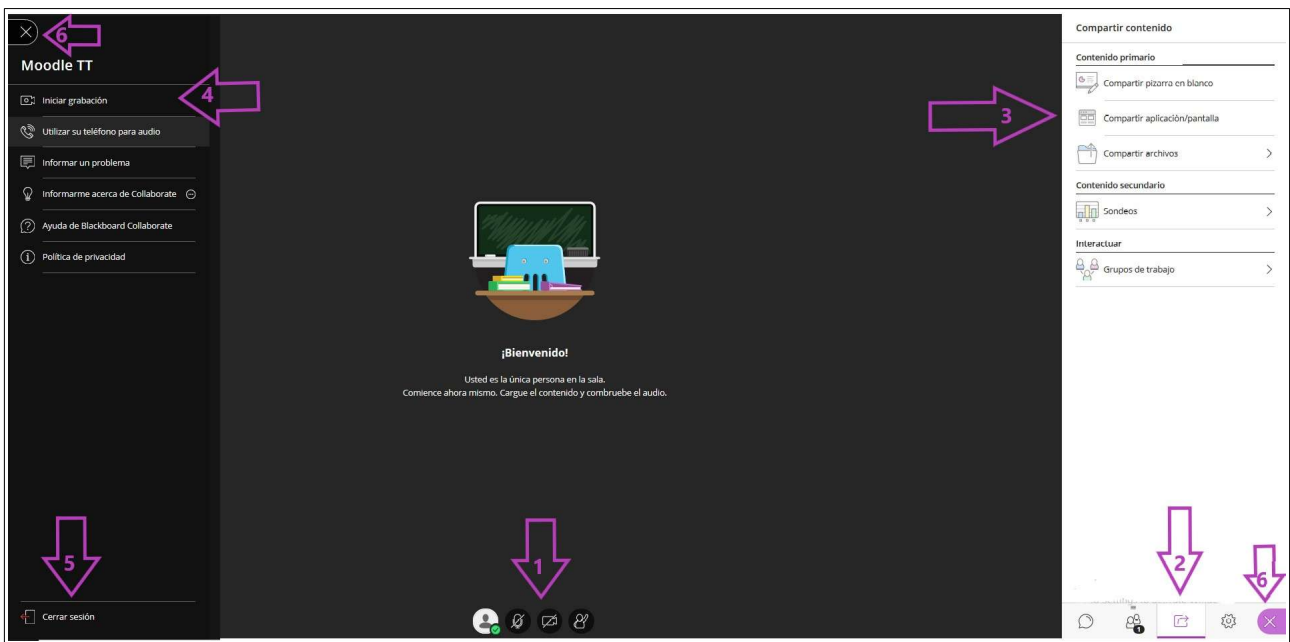 6
Moodle TT
Iniciar grabación
4
Utilizar su teléfono para audio
Informar un problema
Informarme acerca de Collaborate
Ayuda de Blackboard Collaborate
Política de privacidad
5
Cerrar sesión
¡Bienvenido!
Usted es la única persona en la sala.
Comience ahora mismo. Cargue el contenido y combruebe el audio.
1
Compartir contenido
Contenido primario
Compartir pizarra en blanco
3
Compartir aplicación/pantalla
Compartir archivos
Contenido secundario
Sondeos
Interactuar
Grupos de trabajo
2
6
1